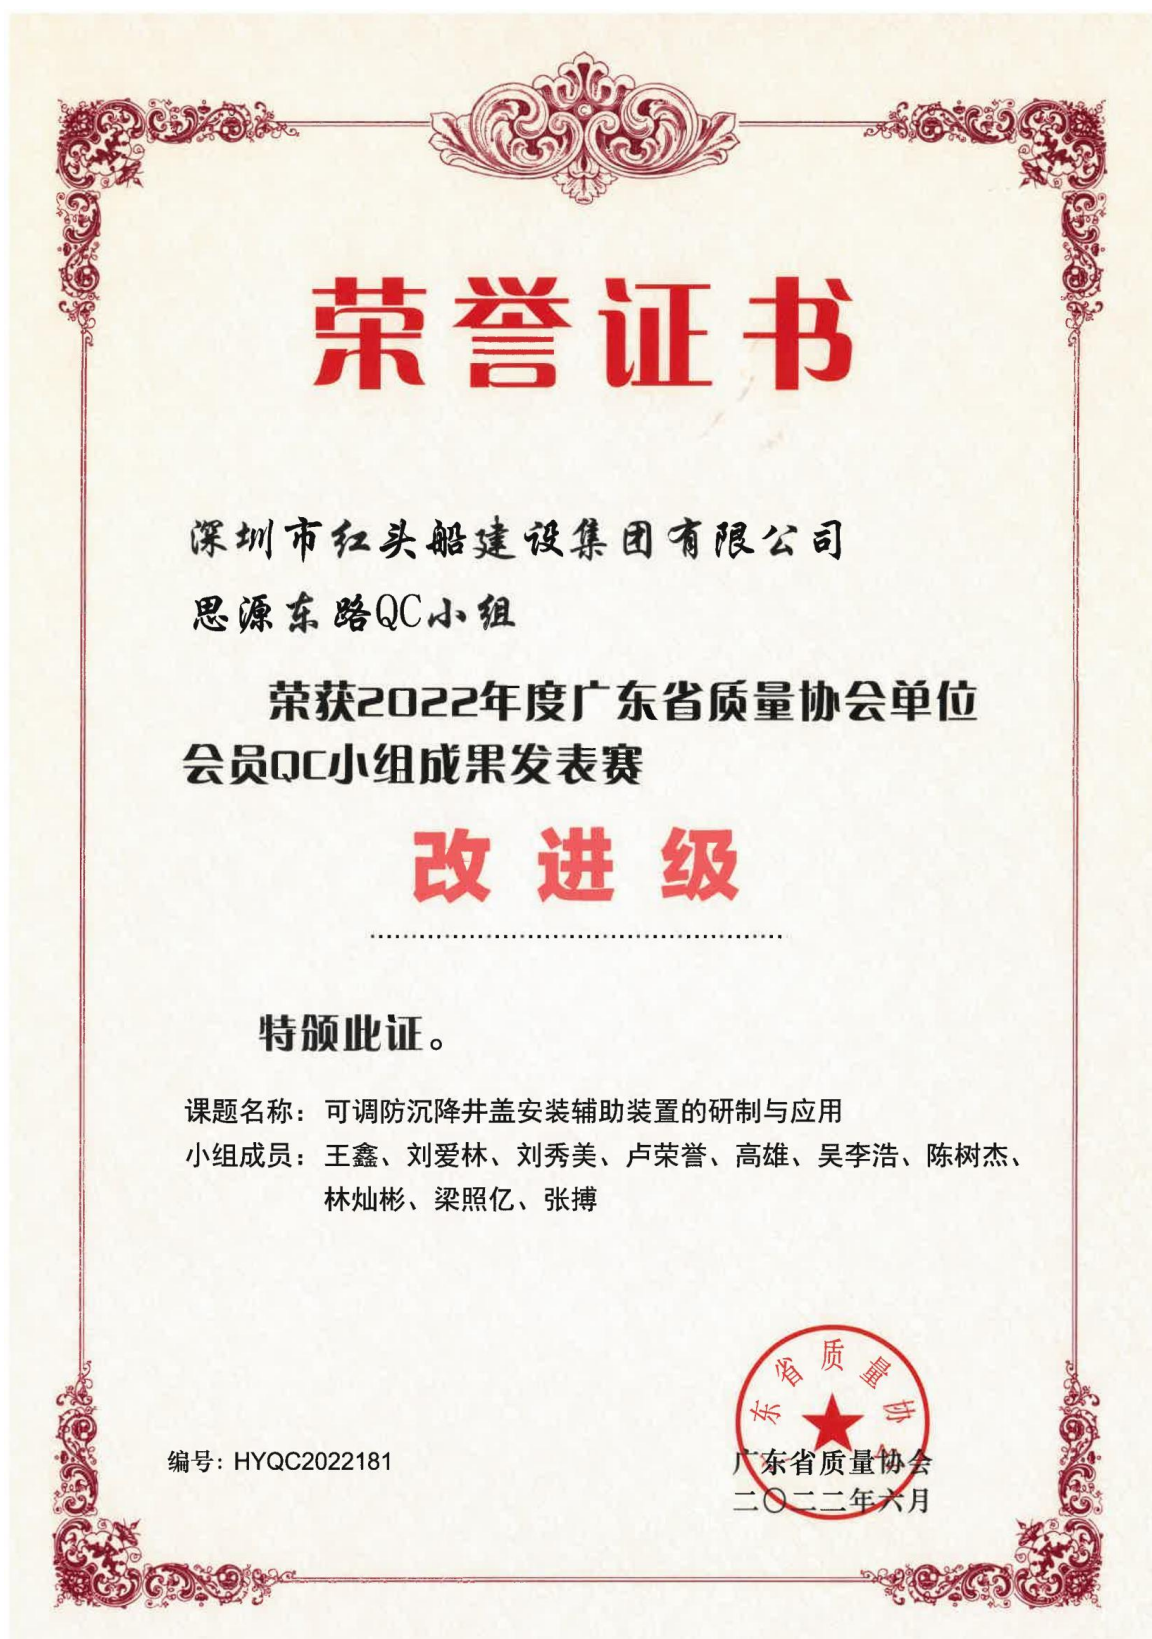 荣誉证书
深圳市红头船建设集团有限公司
思源东路QC小组
荣获2022年度广东省质量协会单位
会员QC小组成果发表赛
改进级
特颁此证。
课题名称：可调防沉降井盖安装辅助装置的研制与应用
小组成员：王鑫、刘爱林、刘秀美、卢荣誉、高雄、吴李浩、陈树杰、
林灿彬、梁照亿、张搏
东省质量协
编号：HYQC2022181
广东省质量协会
二〇二二年六月